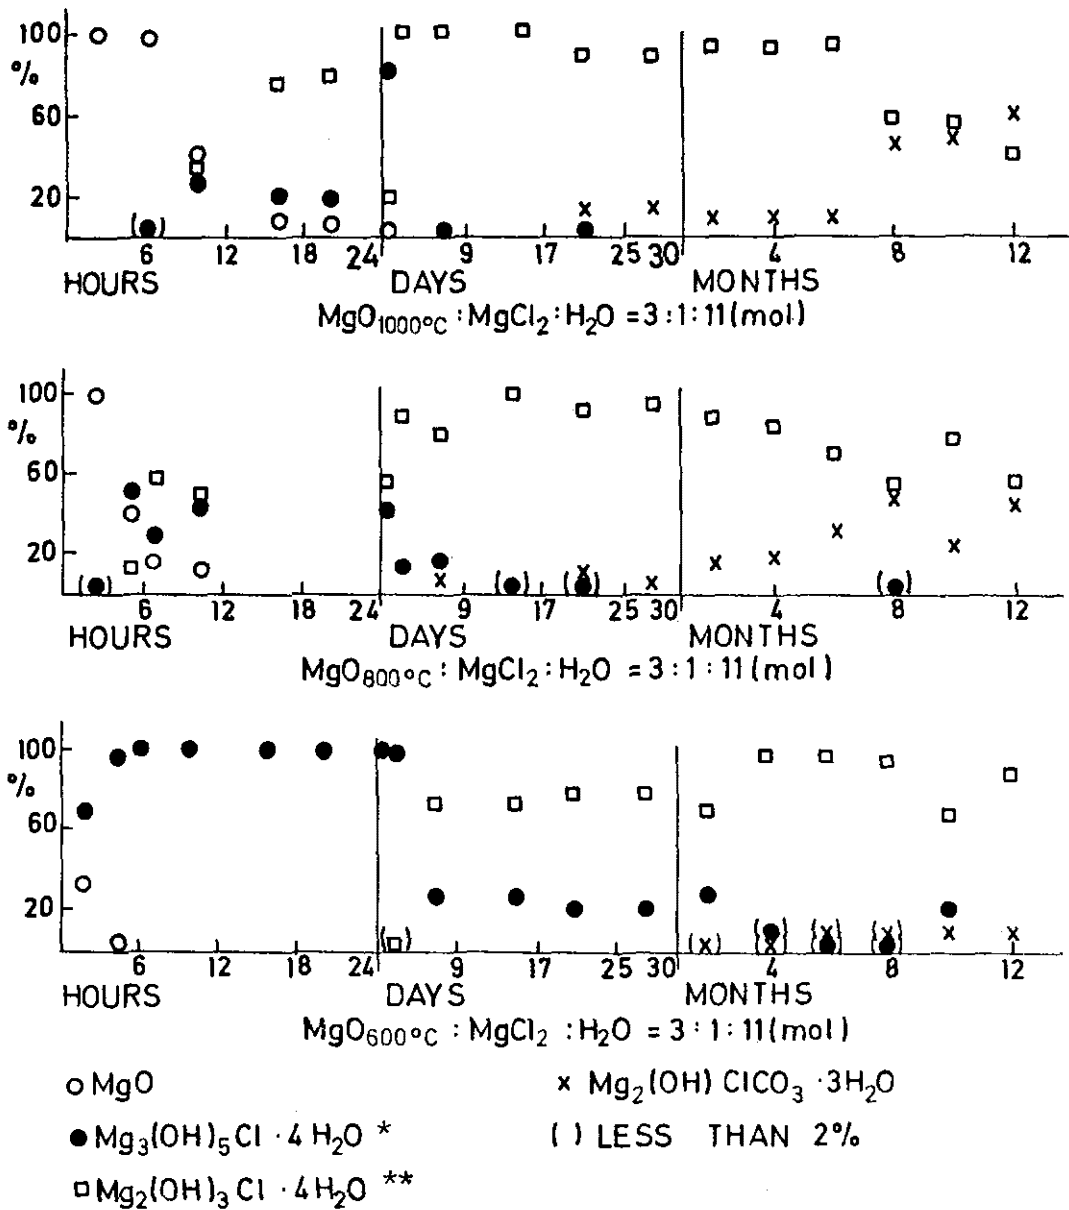 100
%
60
20
6 12 18 24 9 17 25 30 4 8 12
HOURS DAYS MONTHS
MgO1000°C : MgCl2 : H2O = 3 : 1 : 11 (mol)
100
%
60
20
6 12 18 24 9 17 25 30 4 8 12
HOURS DAYS MONTHS
MgO800°C : MgCl2 : H2O = 3 : 1 : 11 (mol)
100
%
60
20
6 12 18 24 9 17 25 30 4 8 12
HOURS DAYS MONTHS
MgO600°C : MgCl2 : H2O = 3 : 1 : 11 (mol)
o MgO
x Mg2(OH) ClCO3 · 3H2O
● Mg3(OH)5Cl · 4H2O *
( ) LESS THAN 2%
□ Mg2(OH)3Cl · 4H2O **